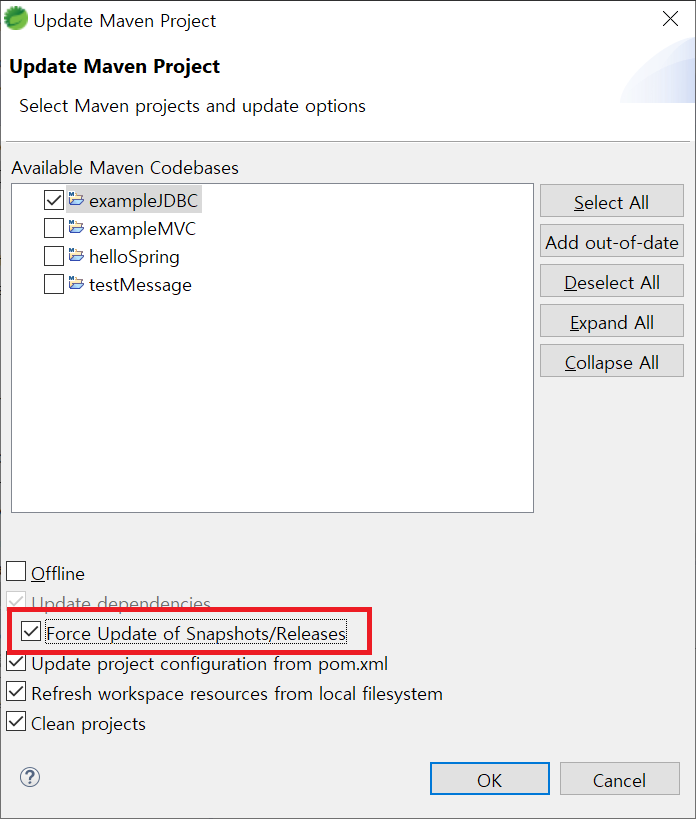 Update Maven Project
Update Maven Project
Select Maven projects and update options
Available Maven Codebases
exampleJDBC
exampleMVC
helloSpring
testMessage
Select All
Add out-of-date
Deselect All
Expand All
Collapse All
Offline
Update dependencies
Force Update of Snapshots/Releases
Update project configuration from pom.xml
Refresh workspace resources from local filesystem
Clean projects
OK
Cancel